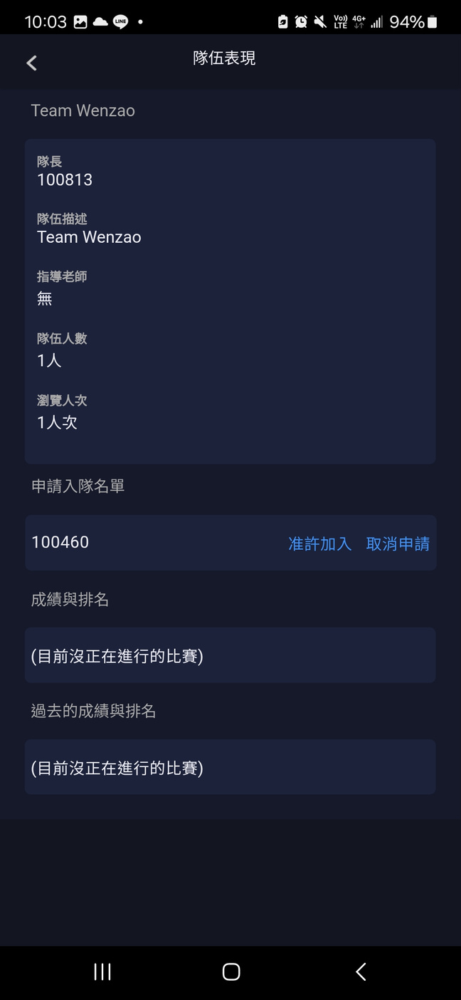 10:03 LINE Vo)) LTE 4G+ 94%
隊伍表現
Team Wenzao
隊長
100813
隊伍描述
Team Wenzao
指導老師
無
隊伍人數
1人
瀏覽人次
1人次
申請入隊名單
100460 准許加入 取消申請
成績與排名
(目前沒正在進行的比賽)
過去的成績與排名
(目前沒正在進行的比賽)